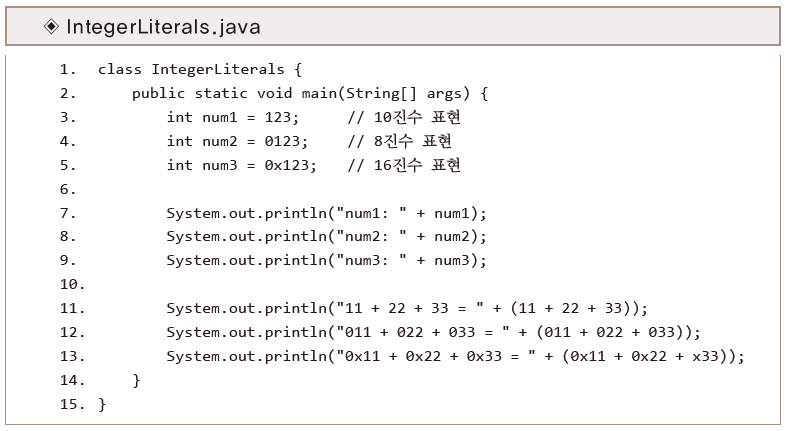 ◈ IntegerLiterals.java
1. class IntegerLiterals {
2. public static void main(String[] args) {
3. int num1 = 123; // 10진수 표현
4. int num2 = 0123; // 8진수 표현
5. int num3 = 0x123; // 16진수 표현
6.
7. System.out.println("num1: " + num1);
8. System.out.println("num2: " + num2);
9. System.out.println("num3: " + num3);
10.
11. System.out.println("11 + 22 + 33 = " + (11 + 22 + 33));
12. System.out.println("011 + 022 + 033 = " + (011 + 022 + 033));
13. System.out.println("0x11 + 0x22 + 0x33 = " + (0x11 + 0x22 + x33));
14. }
15. }